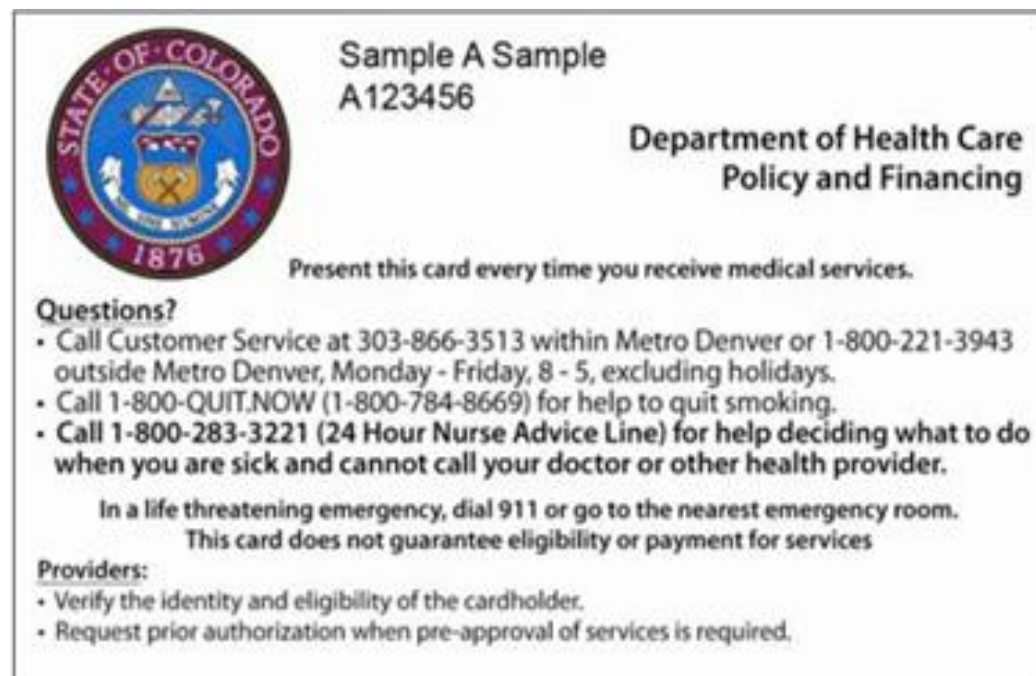 STATE·OF·COLORADO
NIL SINE NUMINE
1876
Sample A Sample
A123456
Department of Health Care
Policy and Financing
Present this card every time you receive medical services.
Questions?
• Call Customer Service at 303-866-3513 within Metro Denver or 1-800-221-3943
outside Metro Denver, Monday - Friday, 8 - 5, excluding holidays.
• Call 1-800-QUIT.NOW (1-800-784-8669) for help to quit smoking.
• Call 1-800-283-3221 (24 Hour Nurse Advice Line) for help deciding what to do
when you are sick and cannot call your doctor or other health provider.
In a life threatening emergency, dial 911 or go to the nearest emergency room.
This card does not guarantee eligibility or payment for services
Providers:
• Verify the identity and eligibility of the cardholder.
• Request prior authorization when pre-approval of services is required.